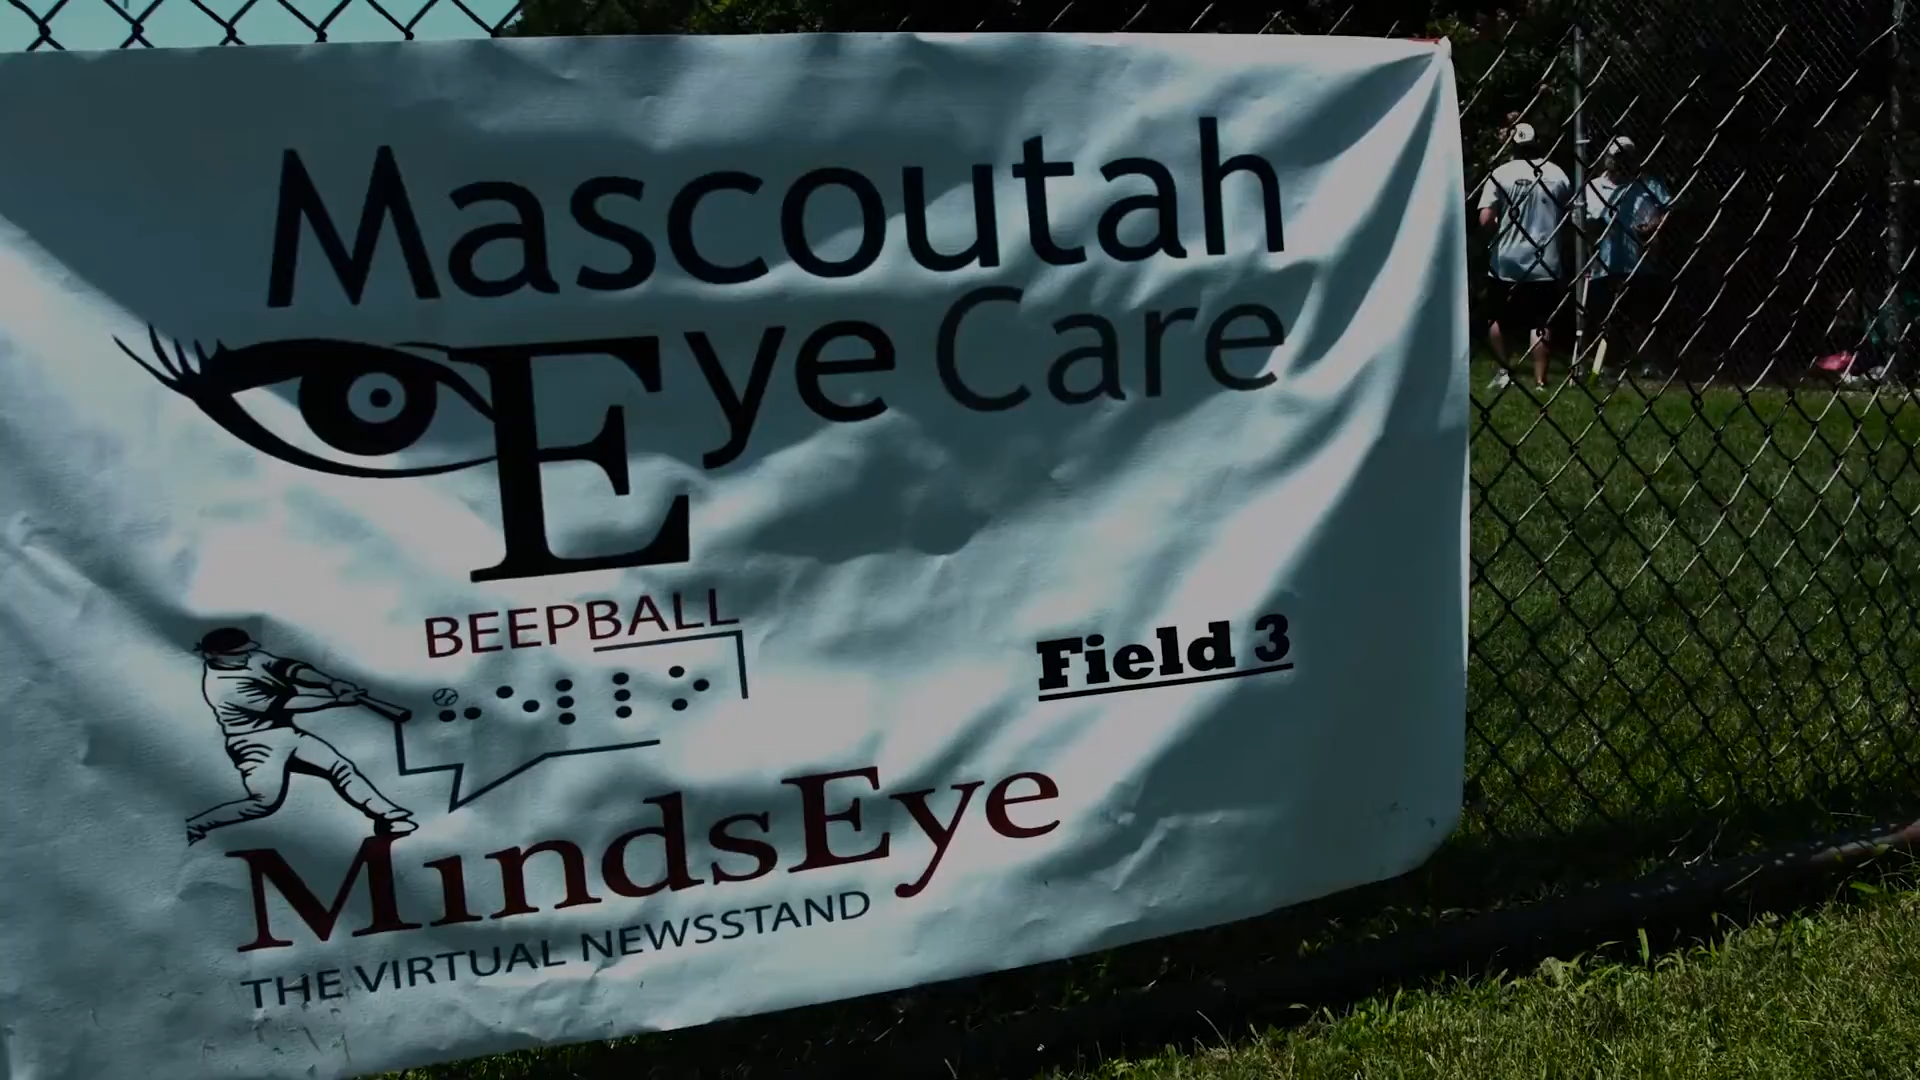 Mascoutah
Eye Care
BEEPBALL
Field 3
MindsEye
THE VIRTUAL NEWSSTAND